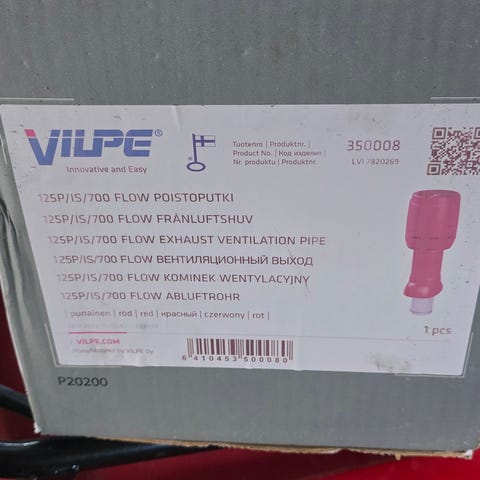 VILPE®
Innovative and Easy
Tuotenro | Produktnr. |
Product No. | Код изделия |
Nr. produktu | Produktnr.
350008
LVI 7820269
125P/IS/700 FLOW POISTOPUTKI
125P/IS/700 FLOW FRÅNLUFTSHUV
125P/IS/700 FLOW EXHAUST VENTILATION PIPE
125P/IS/700 FLOW ВЕНТИЛЯЦИОННЫЙ ВЫХОД
125P/IS/700 FLOW KOMINEK WENTYLACYJNY
125P/IS/700 FLOW ABLUFTROHR
| punainen | röd | red | красный | czerwony | rot |
1 pcs
VILPE.COM
Manufactured by VILPE Oy
6 410453 500080
P20200